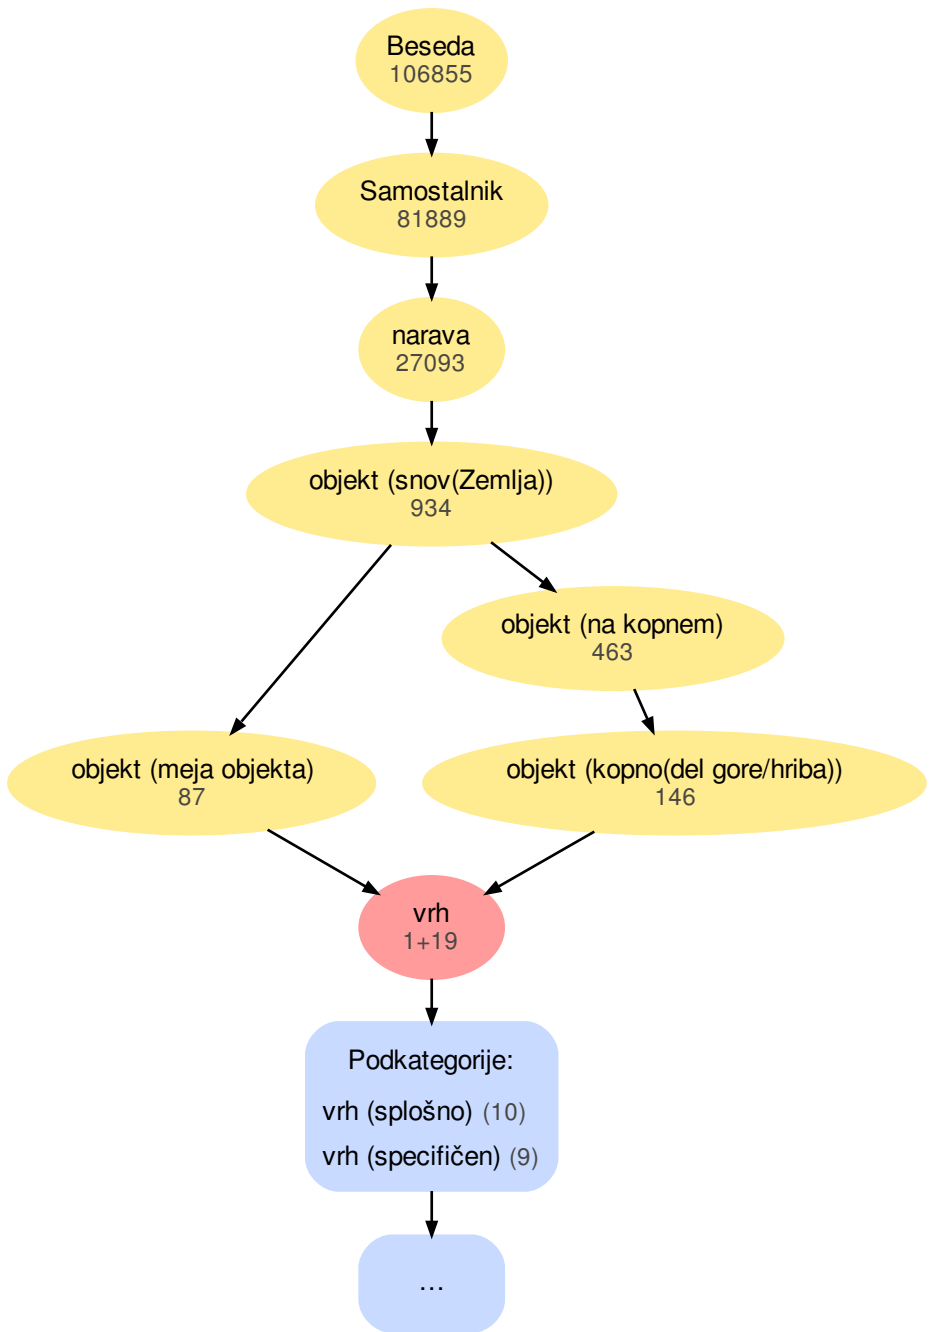 Beseda
106855
Samostalnik
81889
narava
27093
objekt (snov(Zemlja))
934
objekt (na kopnem)
463
objekt (meja objekta)
87
objekt (kopno(del gore/hriba))
146
vrh
1+19
Podkategorije:
vrh (splošno) (10)
vrh (specifičen) (9)
...